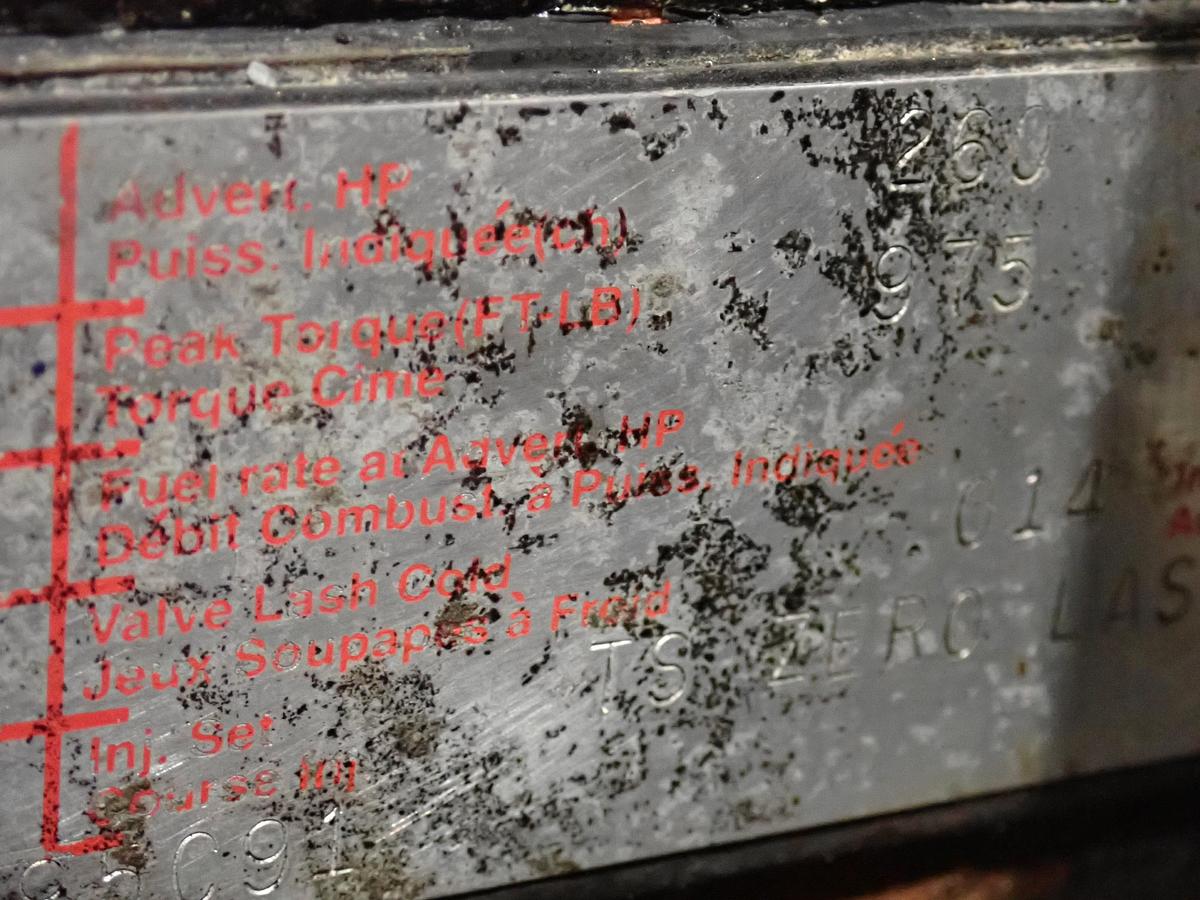 Advert. HP
Puiss. Indiquée(ch)
260
Peak Torque(FT-LB)
Torque Cime
975
Fuel rate at Advert. HP
Débit Combust. à Puiss. Indiquée
Valve Lash Cold
Jeux Soupapes à Froid
014
Inj. Set
Course Inj
TS ZERO LAS
C91